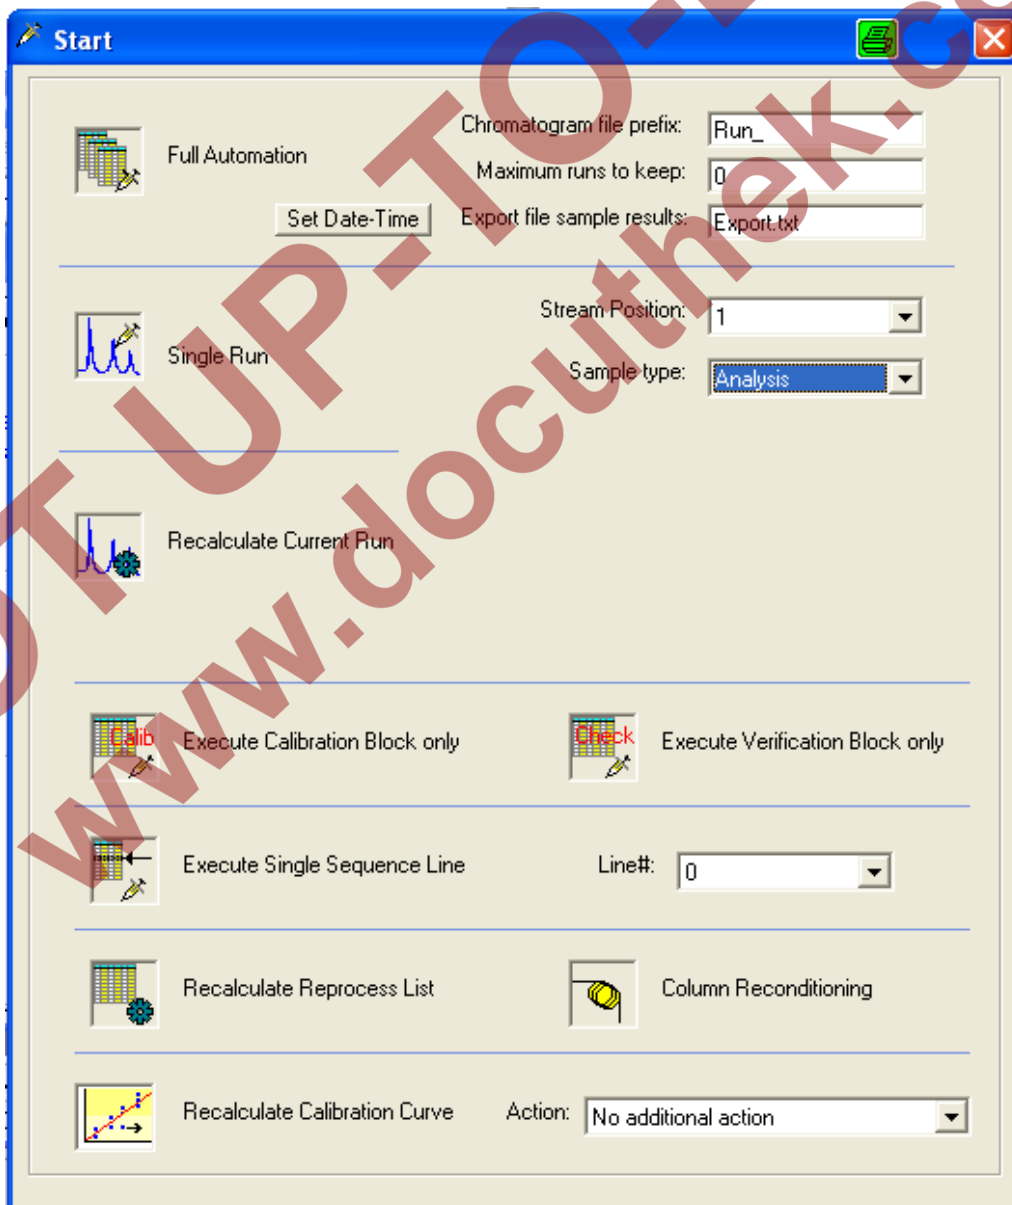 Start
Full Automation
Chromatogram file prefix: Run_
Maximum runs to keep: 0
Set Date-Time
Export file sample results: Export.txt
Single Run
Stream Position: 1
Sample type: Analysis
Recalculate Current Run
Calib
Execute Calibration Block only
Check
Execute Verification Block only
Execute Single Sequence Line
Line#: 0
Recalculate Reprocess List
Column Reconditioning
Recalculate Calibration Curve
Action: No additional action
OT UP-TO-
www.docuthek.co